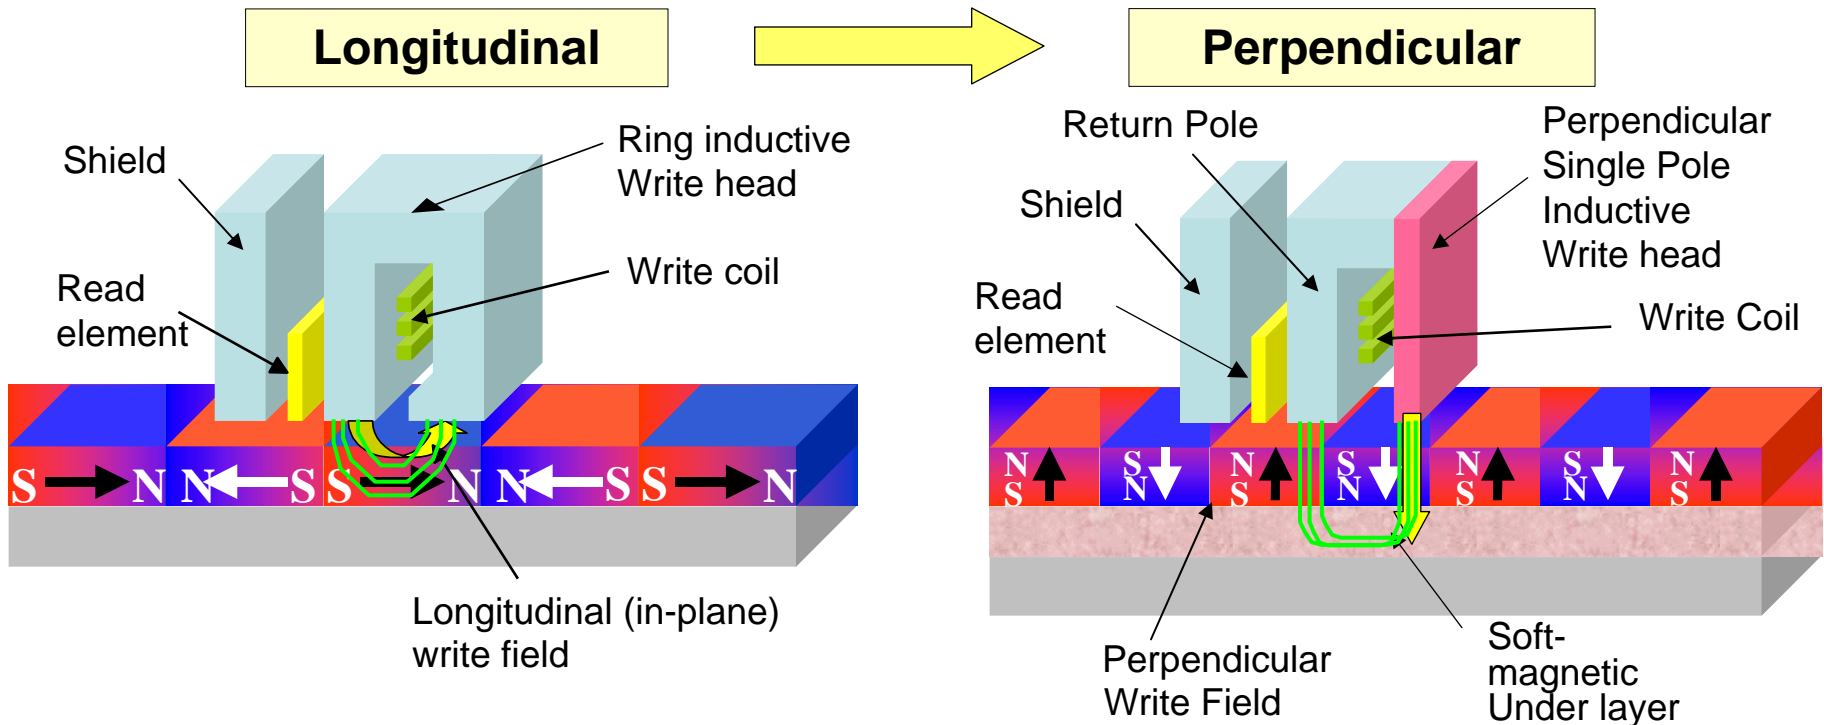 Longitudinal
Perpendicular
Shield
Ring inductive
Write head
Write coil
Read
element
S N N S S N N S S N
Longitudinal (in-plane)
write field
Return Pole
Perpendicular
Single Pole
Inductive
Write head
Shield
Read
element
Write Coil
N S N S N S N
S N S N S N S
Perpendicular
Write Field
Soft-
magnetic
Under layer